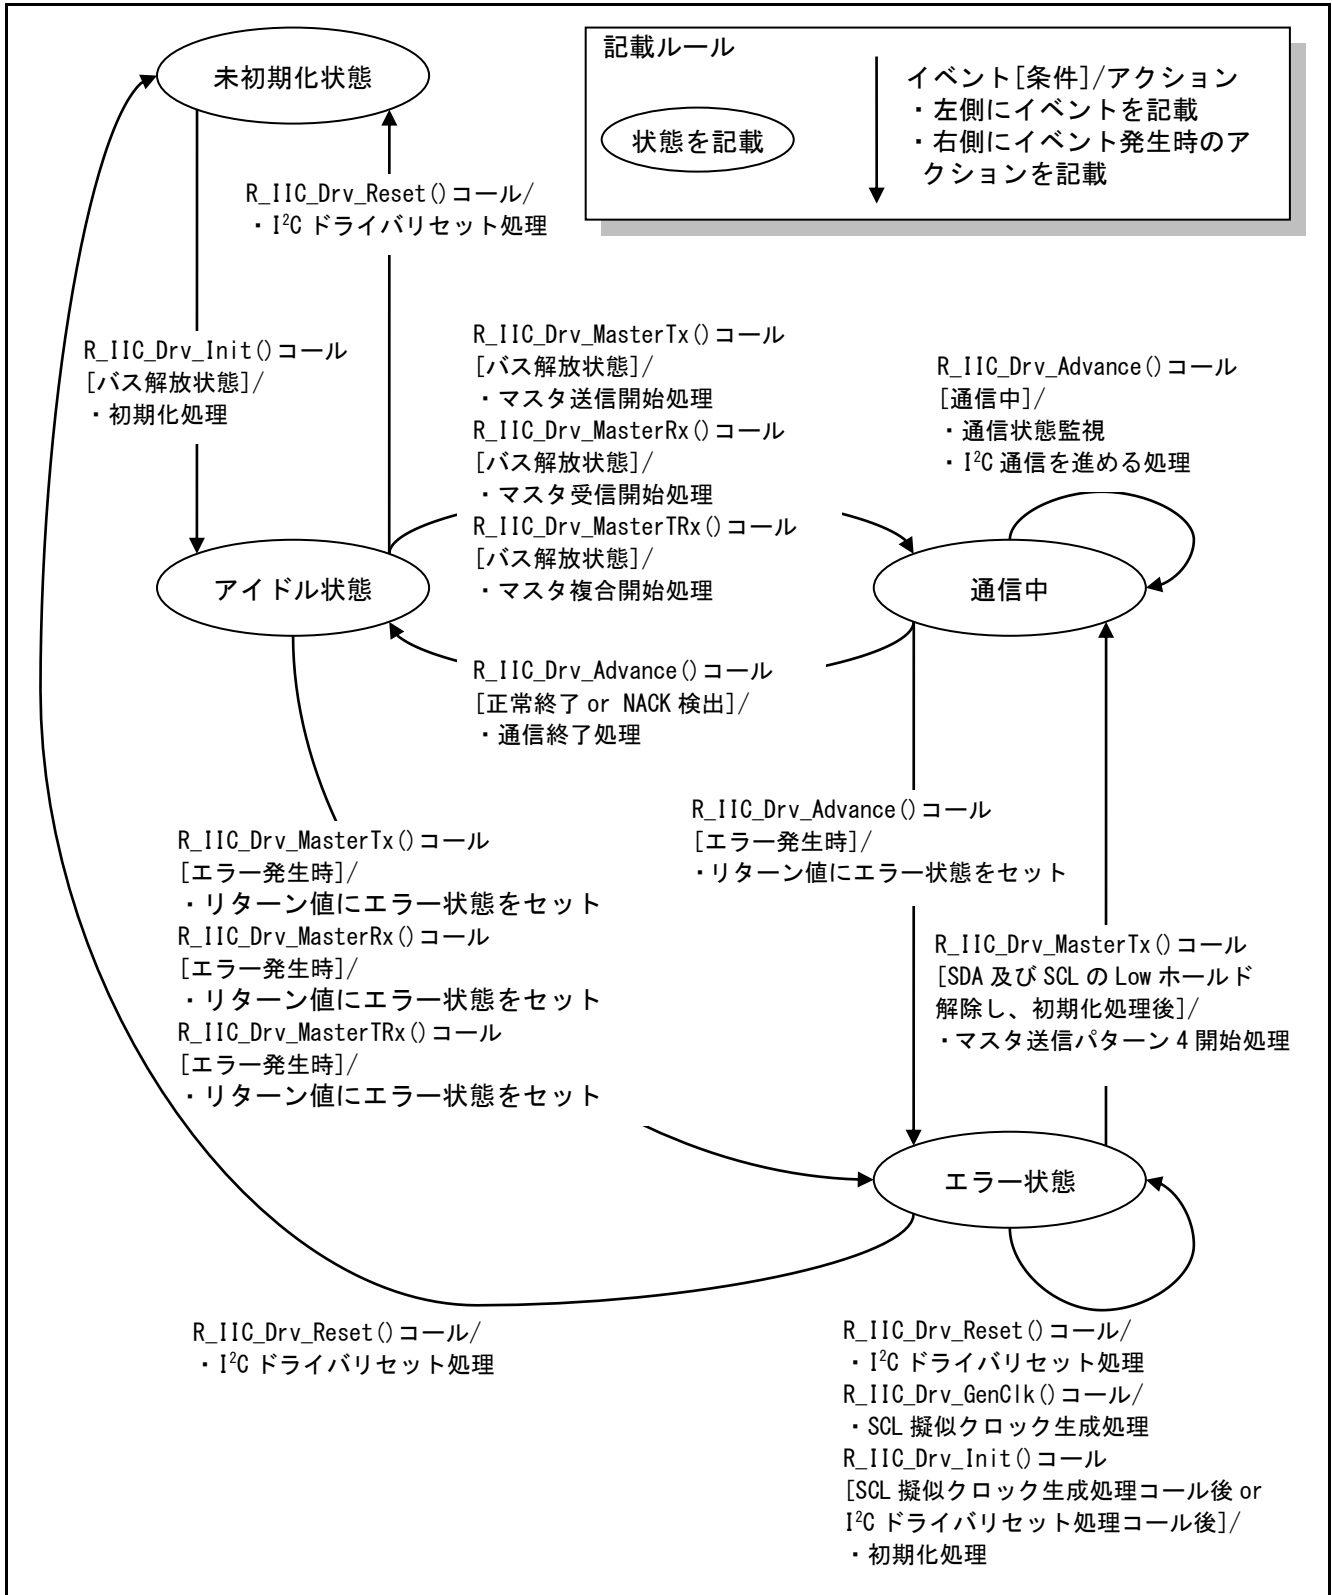 未初期化状態
記載ルール
状態を記載
イベント[条件]/アクション
・左側にイベントを記載
・右側にイベント発生時のア
クションを記載
R_IIC_Drv_Reset()コール/
・I²C ドライバリセット処理
R_IIC_Drv_Init()コール
[バス解放状態]/
・初期化処理
R_IIC_Drv_MasterTx()コール
[バス解放状態]/
・マスタ送信開始処理
R_IIC_Drv_MasterRx()コール
[バス解放状態]/
・マスタ受信開始処理
R_IIC_Drv_MasterTRx()コール
[バス解放状態]/
・マスタ複合開始処理
R_IIC_Drv_Advance()コール
[通信中]/
・通信状態監視
・I²C 通信を進める処理
アイドル状態
通信中
R_IIC_Drv_Advance()コール
[正常終了 or NACK 検出]/
・通信終了処理
R_IIC_Drv_MasterTx()コール
[エラー発生時]/
・リターン値にエラー状態をセット
R_IIC_Drv_MasterRx()コール
[エラー発生時]/
・リターン値にエラー状態をセット
R_IIC_Drv_MasterTRx()コール
[エラー発生時]/
・リターン値にエラー状態をセット
R_IIC_Drv_Advance()コール
[エラー発生時]/
・リターン値にエラー状態をセット
R_IIC_Drv_MasterTx()コール
[SDA 及び SCL の Low ホールド
解除し、初期化処理後]/
・マスタ送信パターン 4 開始処理
エラー状態
R_IIC_Drv_Reset()コール/
・I²C ドライバリセット処理
R_IIC_Drv_Reset()コール/
・I²C ドライバリセット処理
R_IIC_Drv_GenClk()コール/
・SCL 擬似クロック生成処理
R_IIC_Drv_Init()コール
[SCL 擬似クロック生成処理コール後 or
I²C ドライバリセット処理コール後]/
・初期化処理